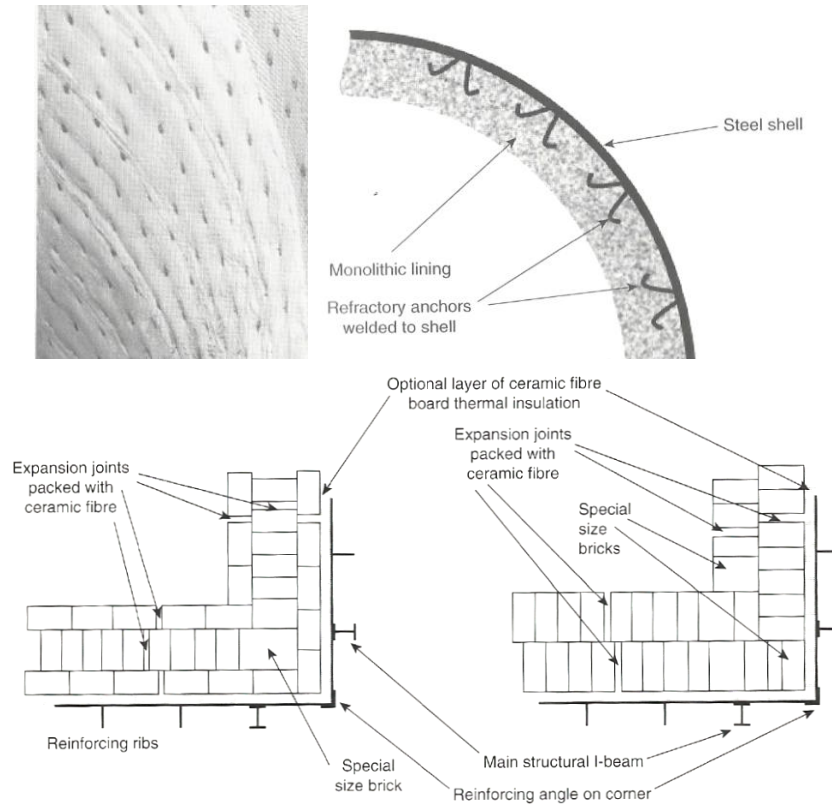 Steel shell
Monolithic lining
Refractory anchors
welded to shell
Optional layer of ceramic fibre
board thermal insulation
Expansion joints
packed with
ceramic fibre
Expansion joints
packed with
ceramic fibre
Special
size
bricks
Reinforcing ribs
Special
size brick
Main structural I-beam
Reinforcing angle on corner